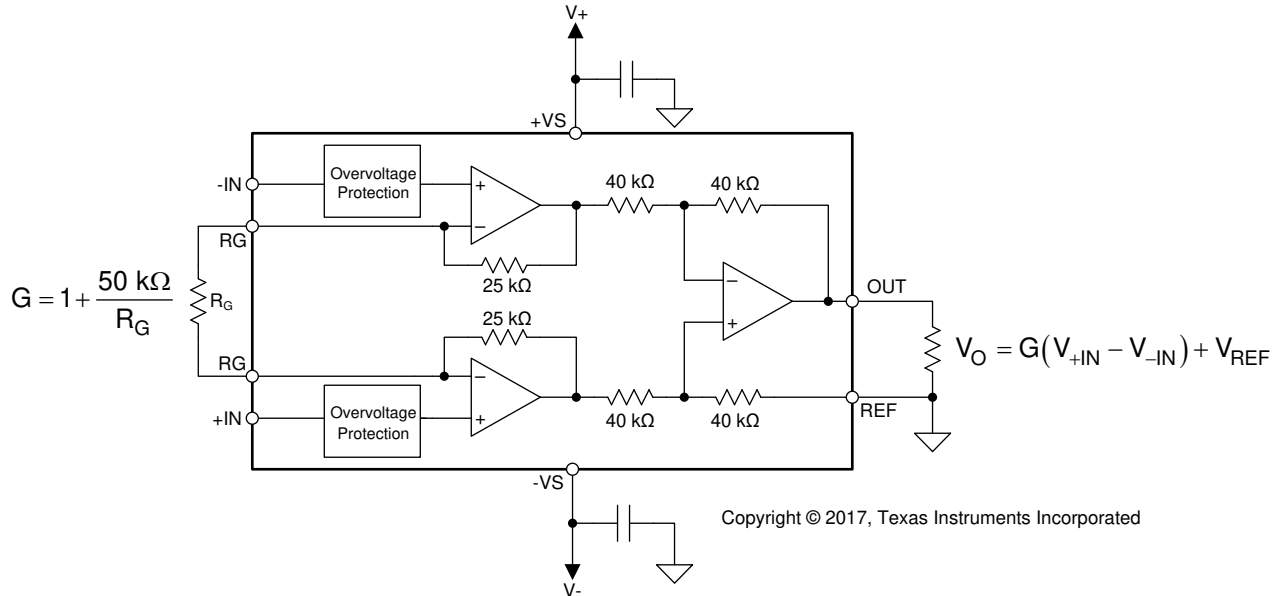 V+
+VS
-IN
Overvoltage
Protection
+
−
40 kΩ
40 kΩ
RG
25 kΩ
G = 1 + 50 kΩ / R_G
R_G
−
+
OUT
V_O = G(V_{+IN} − V_{−IN}) + V_{REF}
25 kΩ
RG
−
+
+IN
Overvoltage
Protection
40 kΩ
40 kΩ
REF
-VS
Copyright © 2017, Texas Instruments Incorporated
V-